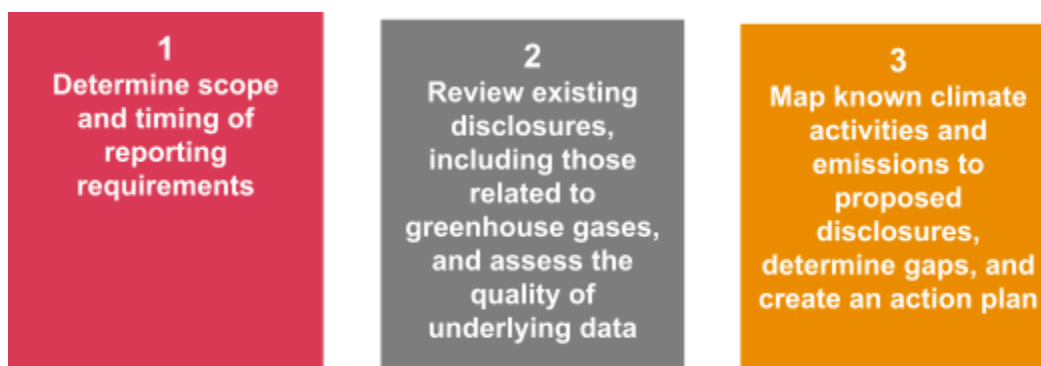 1
Determine scope
and timing of
reporting
requirements
2
Review existing
disclosures,
including those
related to
greenhouse gases,
and assess the
quality of
underlying data
3
Map known climate
activities and
emissions to
proposed
disclosures,
determine gaps, and
create an action plan